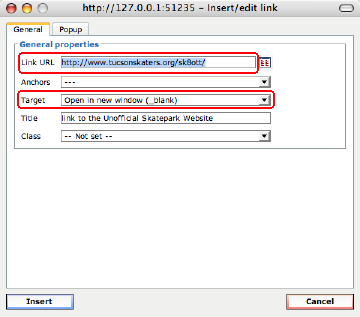 http://127.0.0.1:51235 - Insert/edit link
General Popup
General properties
Link URL http://www.tucsonskaters.org/sk8ott/
Anchors ---
Target Open in new window (_blank)
Title link to the Unofficial Skatepark Website
Class -- Not set --
Insert Cancel